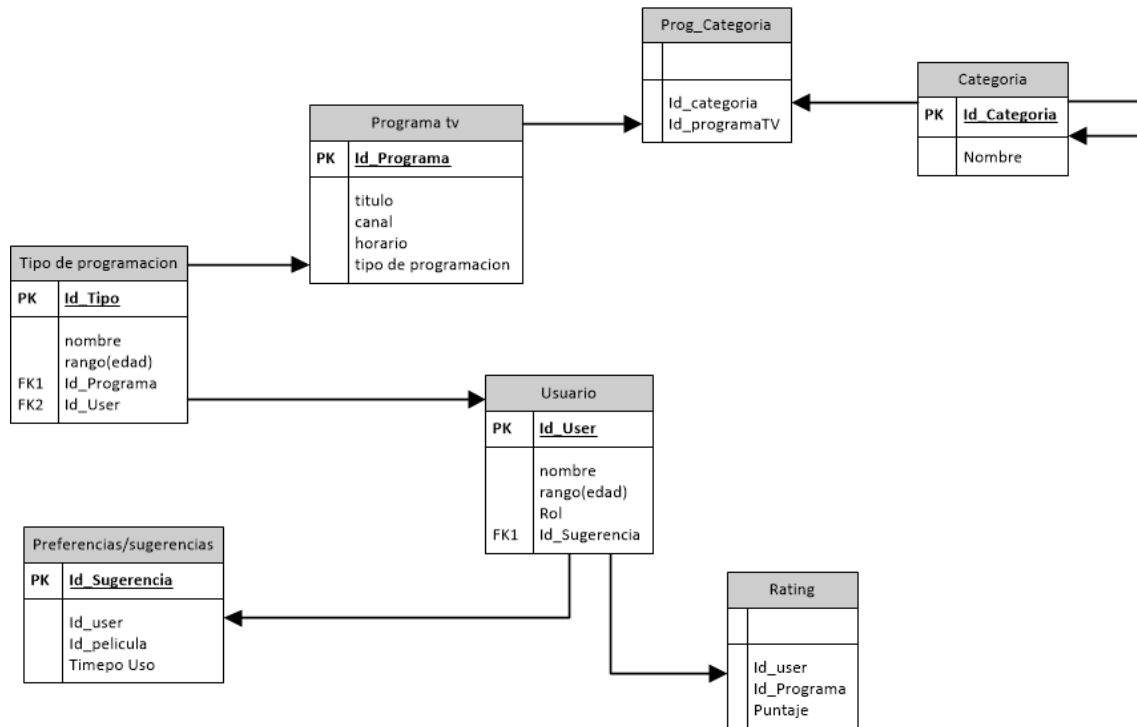 Prog_Categoria
Id_categoria
Id_programaTV
Categoria
PK Id_Categoria
Nombre
Programa tv
PK Id_Programa
titulo
canal
horario
tipo de programacion
Tipo de programacion
PK Id_Tipo
nombre
rango(edad)
FK1 Id_Programa
FK2 Id_User
Usuario
PK Id_User
nombre
rango(edad)
Rol
FK1 Id_Sugerencia
Preferencias/sugerencias
PK Id_Sugerencia
Id_user
Id_pelicula
Timepo Uso
Rating
Id_user
Id_Programa
Puntaje